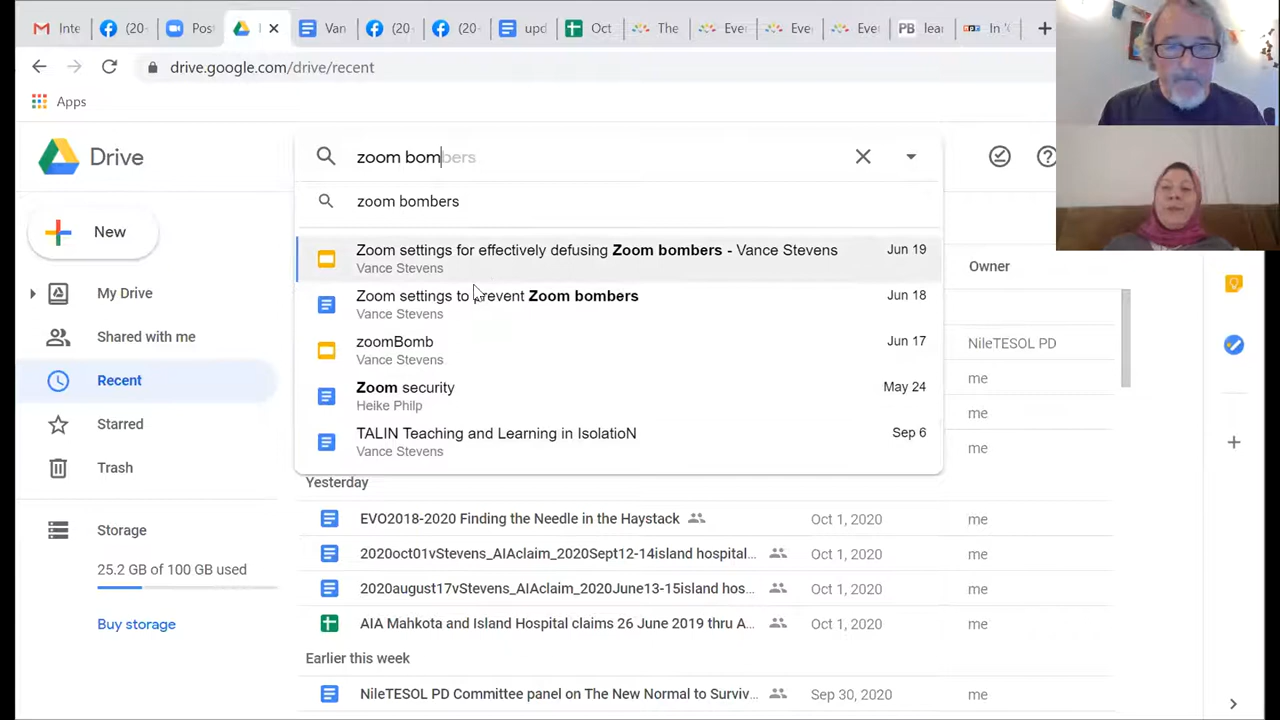 Inte
(20
Pos
Van
(20
(20
upd
Oct
The
Ever
Eve
Ever
PB
lear
In '
drive.google.com/drive/recent
Apps
Drive
zoom bombers
zoom bombers
New
Zoom settings for effectively defusing Zoom bombers - Vance Stevens
Jun 19
Vance Stevens
Owner
My Drive
Zoom settings to prevent Zoom bombers
Jun 18
Vance Stevens
Shared with me
zoomBomb
Jun 17
NileTESOL PD
Vance Stevens
Recent
Zoom security
May 24
me
Heike Philp
me
Starred
TALIN Teaching and Learning in IsolatioN
Sep 6
me
Vance Stevens
Trash
Yesterday
EVO2018-2020 Finding the Needle in the Haystack
Oct 1, 2020
me
Storage
2020oct01vStevens_AIAclaim_2020Sept12-14island hospital...
Oct 1, 2020
me
25.2 GB of 100 GB used
2020august17vStevens_AIAclaim_2020June13-15island hos...
Oct 1, 2020
me
Buy storage
AIA Mahkota and Island Hospital claims 26 June 2019 thru A...
Oct 1, 2020
me
Earlier this week
NileTESOL PD Committee panel on The New Normal to Surviv...
Sep 30, 2020
me